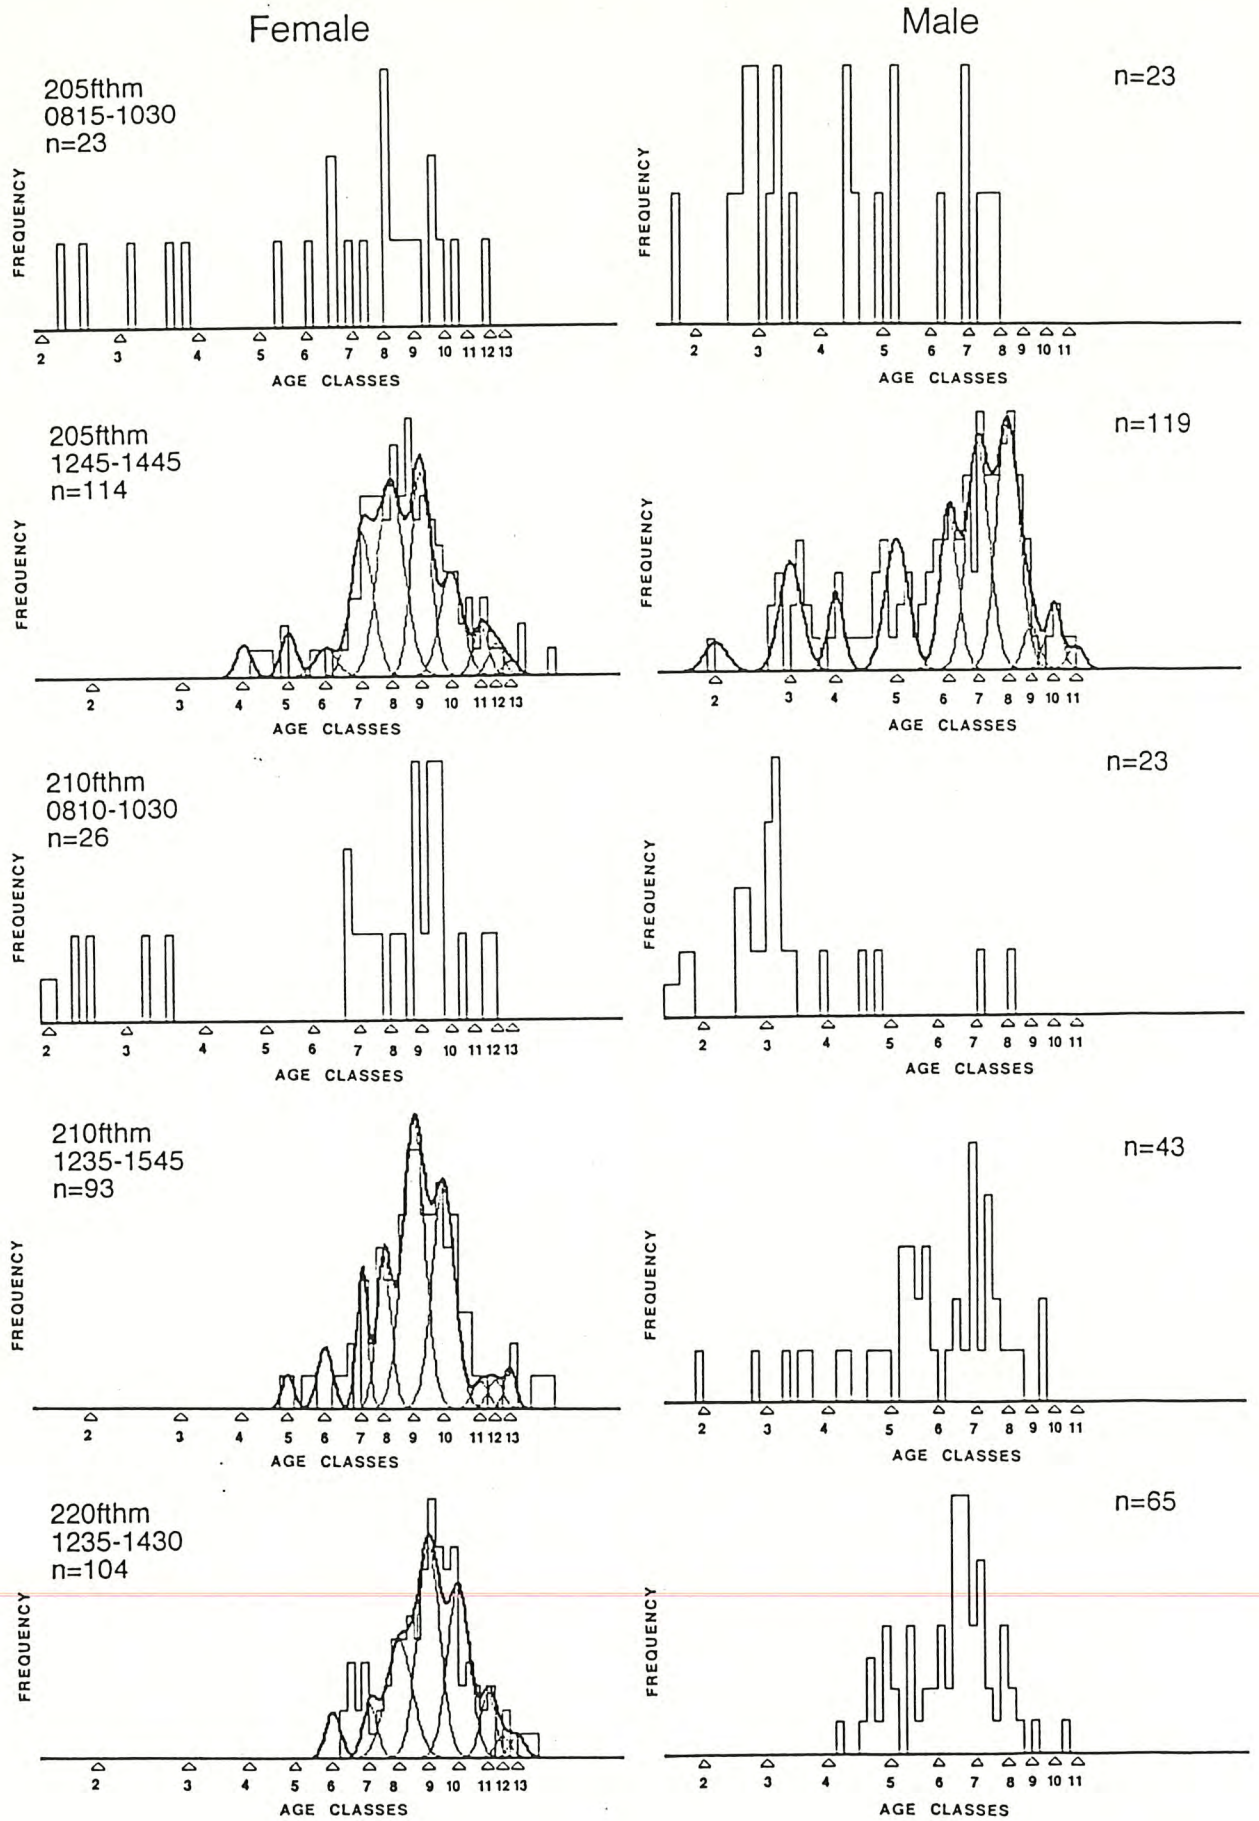 Female
Male
205fthm
0815-1030
n=23
FREQUENCY
2 3 4 5 6 7 8 9 10 11 12 13
AGE CLASSES
n=23
FREQUENCY
2 3 4 5 6 7 8 9 10 11
AGE CLASSES
205fthm
1245-1445
n=114
FREQUENCY
2 3 4 5 6 7 8 9 10 11 12 13
AGE CLASSES
n=119
FREQUENCY
2 3 4 5 6 7 8 9 10 11
AGE CLASSES
210fthm
0810-1030
n=26
FREQUENCY
2 3 4 5 6 7 8 9 10 11 12 13
AGE CLASSES
n=23
FREQUENCY
2 3 4 5 6 7 8 9 10 11
AGE CLASSES
210fthm
1235-1545
n=93
FREQUENCY
2 3 4 5 6 7 8 9 10 11 12 13
AGE CLASSES
n=43
FREQUENCY
2 3 4 5 6 7 8 9 10 11
AGE CLASSES
220fthm
1235-1430
n=104
FREQUENCY
2 3 4 5 6 7 8 9 10 11 12 13
AGE CLASSES
n=65
FREQUENCY
2 3 4 5 6 7 8 9 10 11
AGE CLASSES